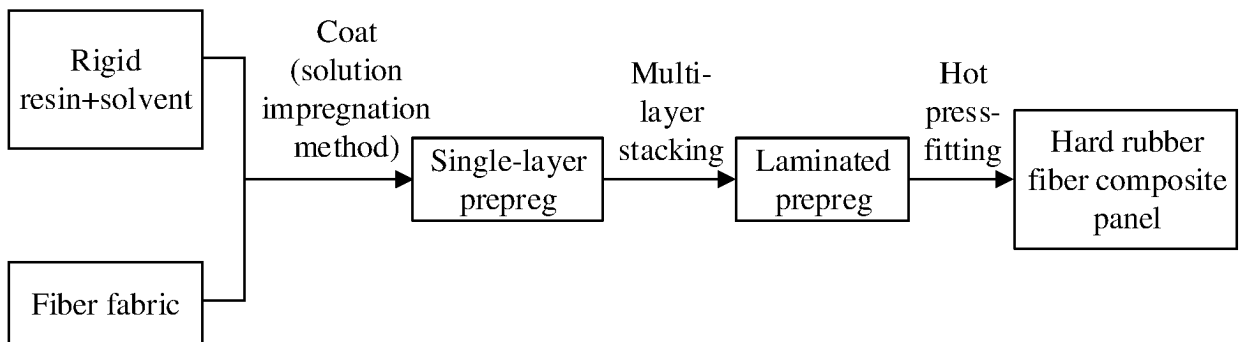 Rigid
resin+solvent
Fiber fabric
Coat
(solution
impregnation
method)
Single-layer
prepreg
Multi-
layer
stacking
Laminated
prepreg
Hot
press-
fitting
Hard rubber
fiber composite
panel